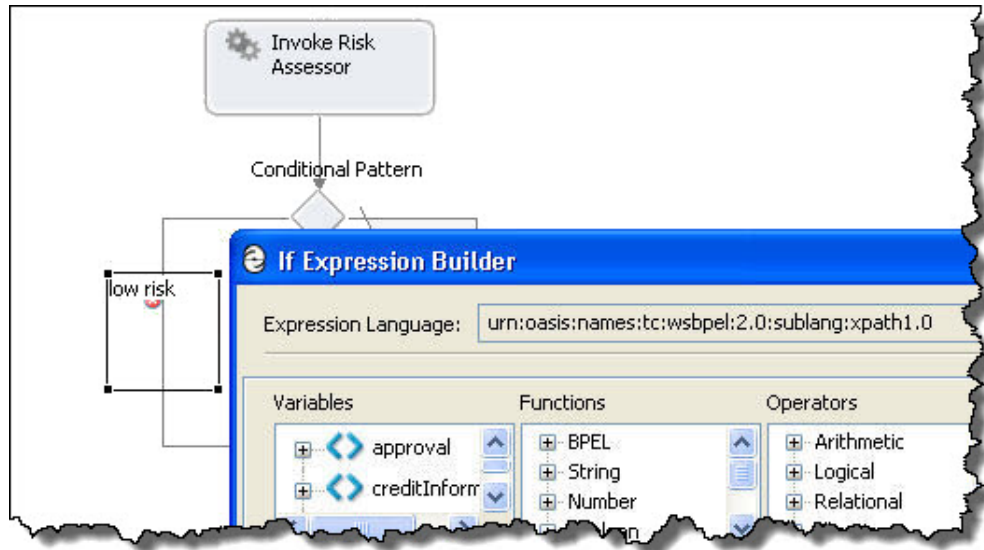 Invoke Risk
Assessor
Conditional Pattern
low risk
If Expression Builder
Expression Language: urn:oasis:names:tc:wsbpel:2.0:sublang:xpath1.0
Variables Functions Operators
approval BPEL Arithmetic
creditInform String Logical
Number Relational